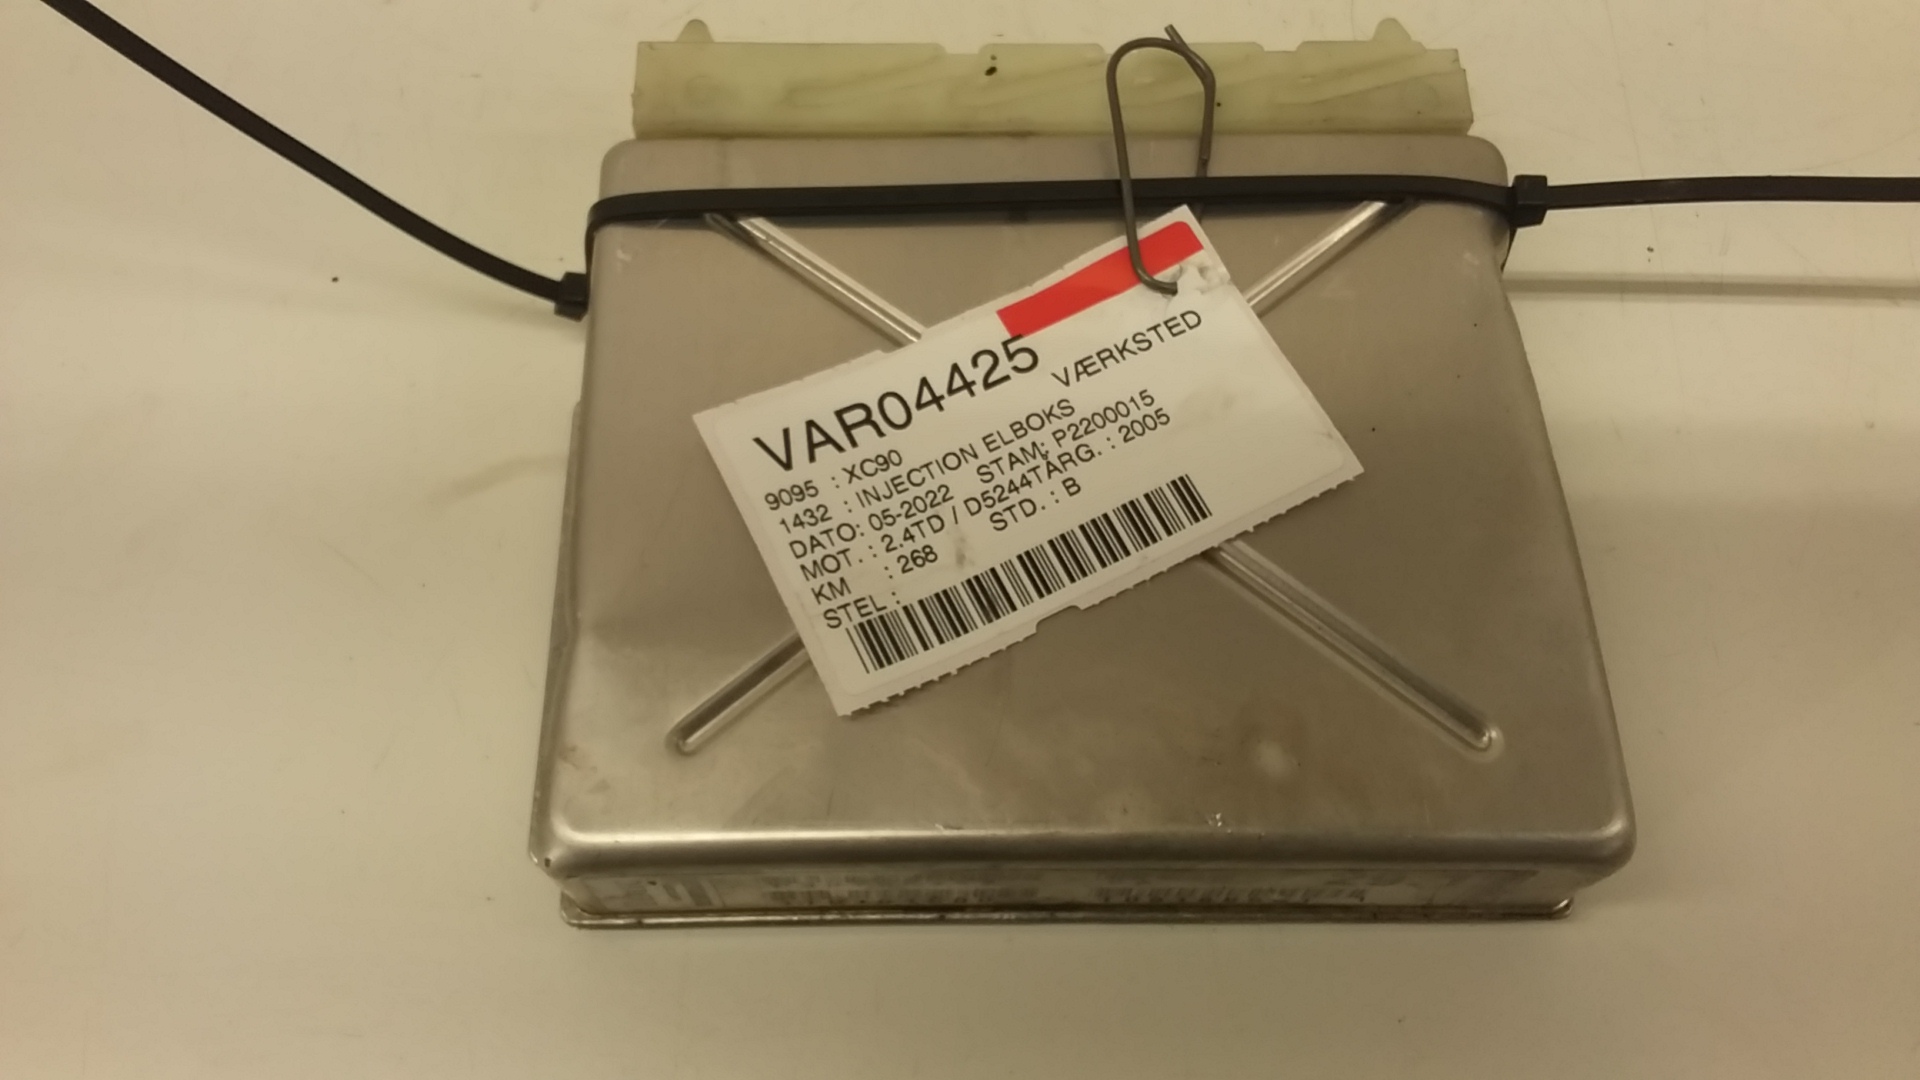 VAR04425 VÆRKSTED
9095 : XC90
1432 : INJECTION ELBOKS
DATO: 05-2022 STAM: P2200015
MOT. : 2.4TD / D5244TÅRG. : 2005
KM : 268 STD. : B
STEL :